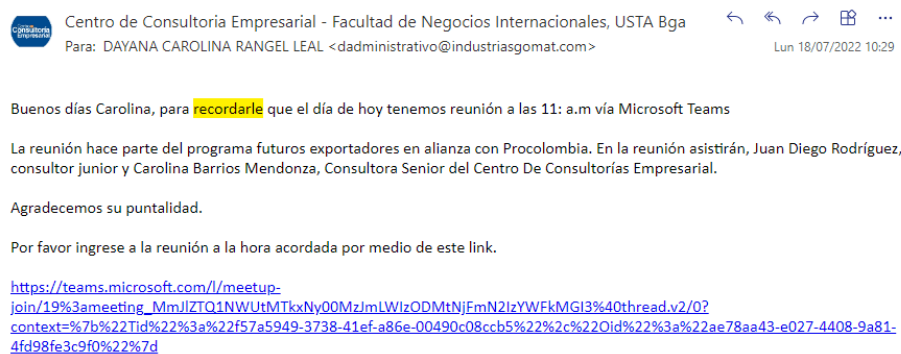 Consultoria
Empresarial
Centro de Consultoria Empresarial - Facultad de Negocios Internacionales, USTA Bga
Para: DAYANA CAROLINA RANGEL LEAL <dadministrativo@industriasgomat.com>
Lun 18/07/2022 10:29
Buenos días Carolina, para recordarle que el día de hoy tenemos reunión a las 11: a.m vía Microsoft Teams
La reunión hace parte del programa futuros exportadores en alianza con Procolombia. En la reunión asistirán, Juan Diego Rodríguez,
consultor junior y Carolina Barrios Mendonza, Consultora Senior del Centro De Consultorías Empresarial.
Agradecemos su puntalidad.
Por favor ingrese a la reunión a la hora acordada por medio de este link.
https://teams.microsoft.com/l/meetup-
join/19%3ameeting_MmJlZTQ1NWUtMTkxNy00MzJmLWIzODMtNjFmN2IzYWFkMGI3%40thread.v2/0?
context=%7b%22Tid%22%3a%22f57a5949-3738-41ef-a86e-00490c08ccb5%22%2c%22Oid%22%3a%22ae78aa43-e027-4408-9a81-
4fd98fe3c9f0%22%7d